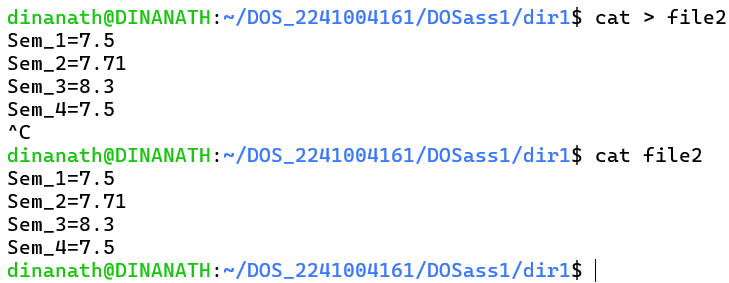 dinanath@DINANATH:~/DOS_2241004161/DOSass1/dir1$ cat > file2
Sem_1=7.5
Sem_2=7.71
Sem_3=8.3
Sem_4=7.5
^C
dinanath@DINANATH:~/DOS_2241004161/DOSass1/dir1$ cat file2
Sem_1=7.5
Sem_2=7.71
Sem_3=8.3
Sem_4=7.5
dinanath@DINANATH:~/DOS_2241004161/DOSass1/dir1$